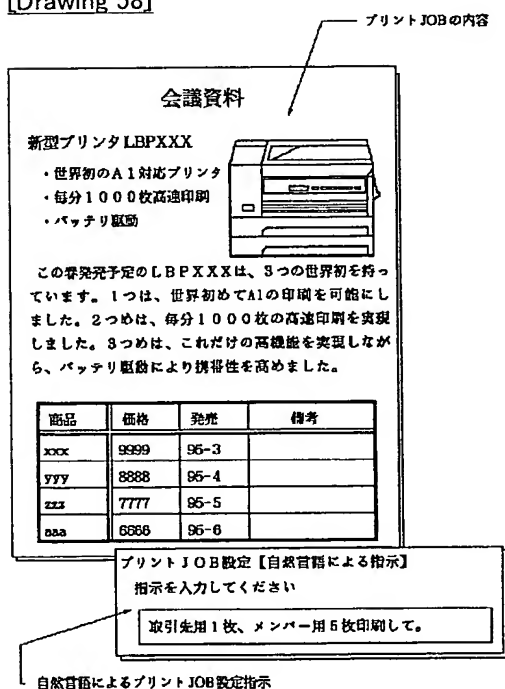 [Drawing 58]
プリントJOBの内容
会議資料
新型プリンタLBPXXX
・世界初のA1対応プリンタ
・毎分1000枚高速印刷
・バッテリ駆動
この春発売予定のLBPXXXは、3つの世界初を持っ
ています。1つは、世界初めてA1の印刷を可能にし
ました。2つめは、毎分1000枚の高速印刷を実現
しました。3つめは、これだけの高機能を実現しなが
ら、バッテリ駆動により携帯性を高めました。
商品 価格 発売 備考
xxx 9999 95-3
yyy 8888 95-4
zzz 7777 95-5
aaa 6666 95-6
プリントJOB設定【自然言語による指示】
指示を入力してください
取引先用1枚、メンバー用5枚印刷して。
自然言語によるプリントJOB設定指示